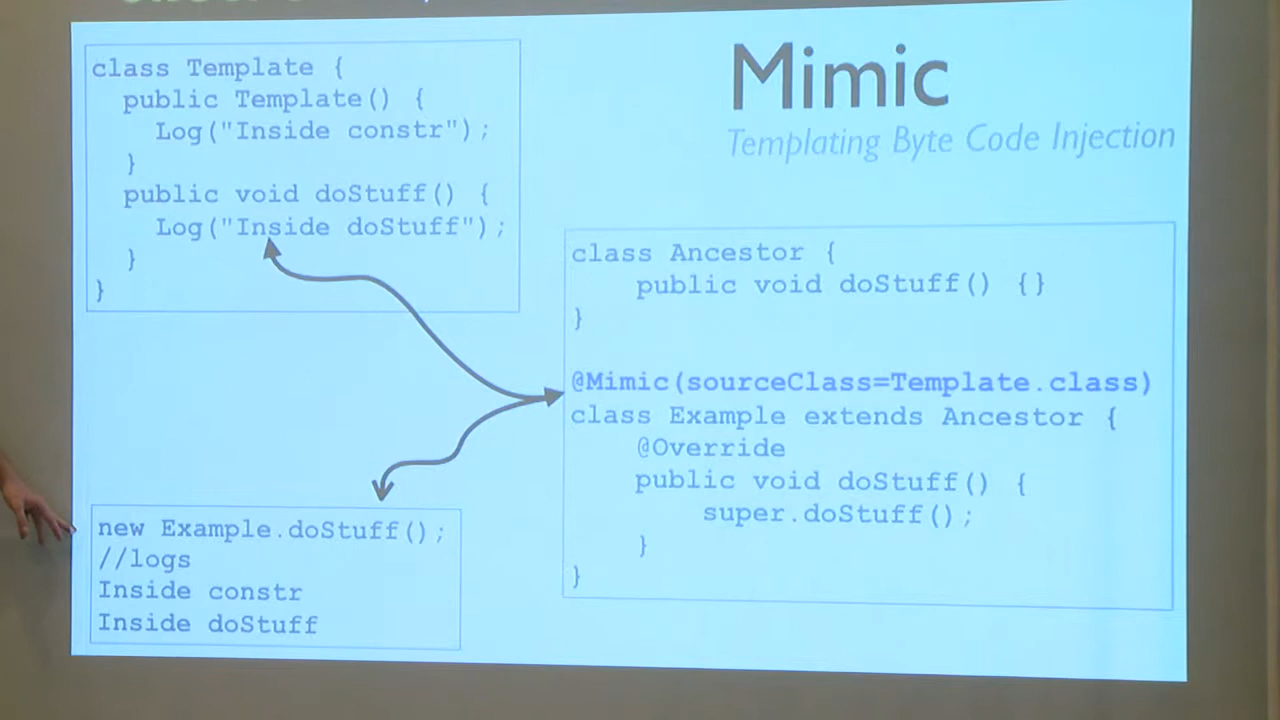 class Template {
public Template() {
Log("Inside constr");
}
public void doStuff() {
Log("Inside doStuff");
}
}
Mimic
Templating Byte Code Injection
class Ancestor {
public void doStuff() {}
}
@Mimic(sourceClass=Template.class)
class Example extends Ancestor {
@Override
public void doStuff() {
super.doStuff();
}
}
new Example.doStuff();
//logs
Inside constr
Inside doStuff